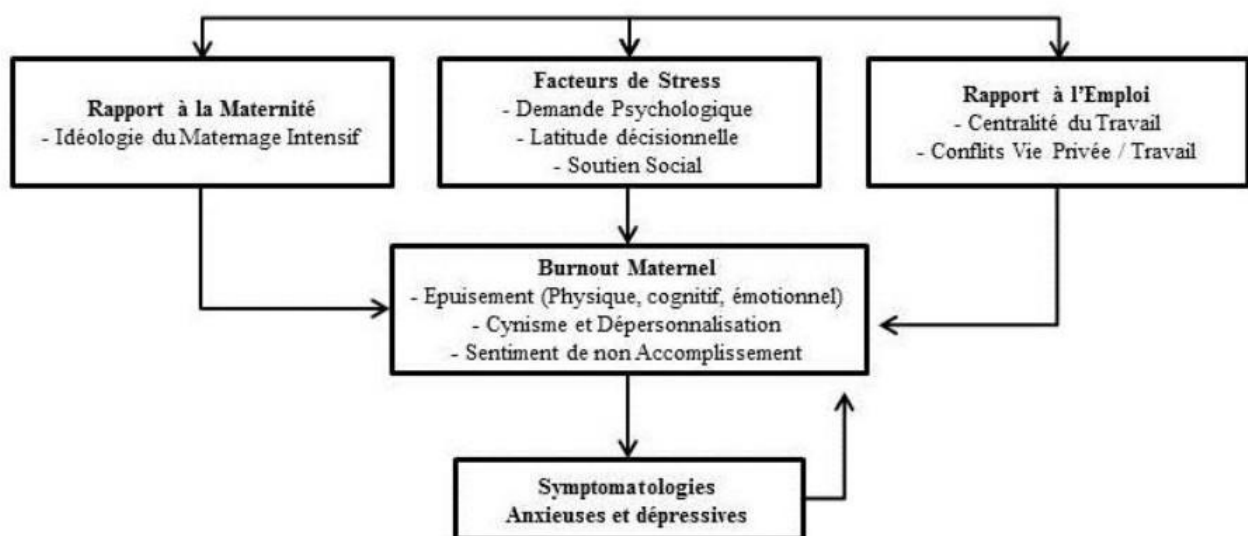 Rapport à la Maternité
- Idéologie du Maternage Intensif
Facteurs de Stress
- Demande Psychologique
- Latitude décisionnelle
- Soutien Social
Rapport à l'Emploi
- Centralité du Travail
- Conflits Vie Privée / Travail
Burnout Maternel
- Epuisement (Physique, cognitif, émotionnel)
- Cynisme et Dépersonnalisation
- Sentiment de non Accomplissement
Symptomatologies
Anxieuses et dépressives